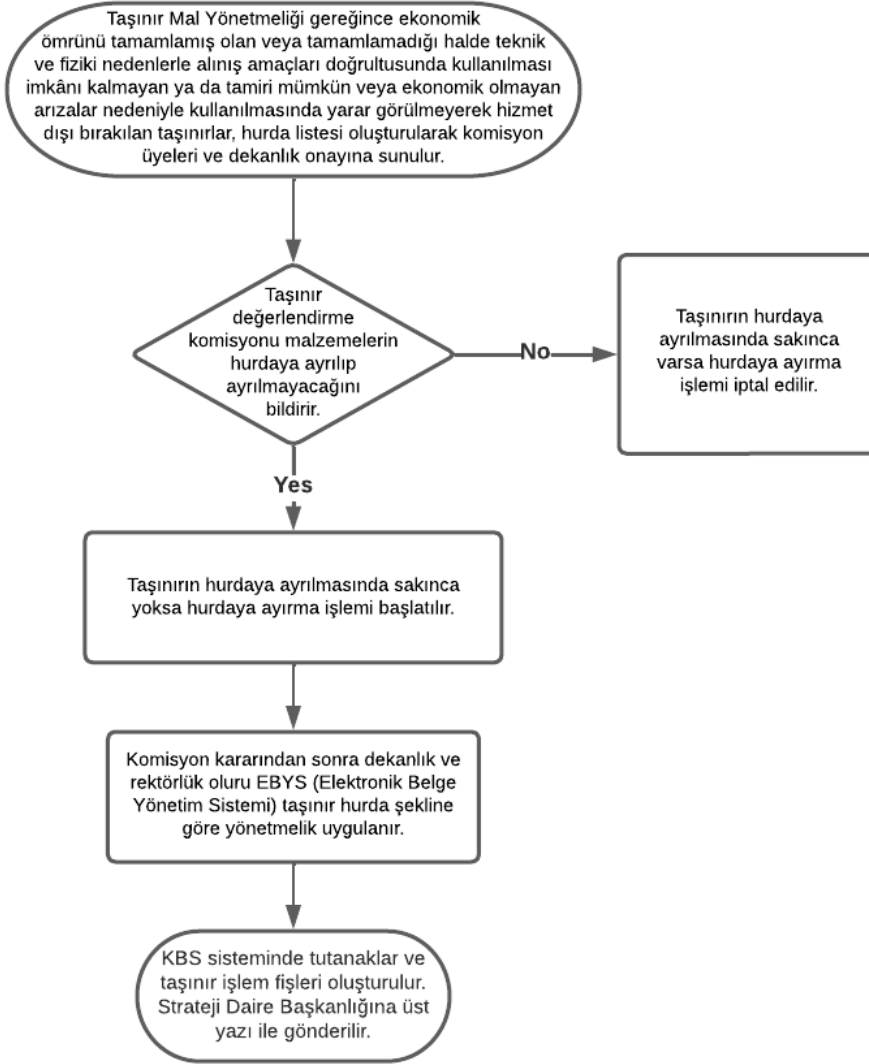 Taşınır Mal Yönetmeliği gereğince ekonomik
ömrünü tamamlamış olan veya tamamlamadığı halde teknik
ve fiziki nedenlerle alınış amaçları doğrultusunda kullanılması
imkânı kalmayan ya da tamiri mümkün veya ekonomik olmayan
arızalar nedeniyle kullanılmasında yarar görülmeyerek hizmet
dışı bırakılan taşınırlar, hurda listesi oluşturularak komisyon
üyeleri ve dekanlık onayına sunulur.
Taşınır
değerlendirme
komisyonu malzemelerin
hurdaya ayrılıp
ayrılmayacağını
bildirir.
No
Taşınırın hurdaya
ayrılmasında sakınca
varsa hurdaya ayırma
işlemi iptal edilir.
Yes
Taşınırın hurdaya ayrılmasında sakınca
yoksa hurdaya ayırma işlemi başlatılır.
Komisyon kararından sonra dekanlık ve
rektörlük oluru EBYS (Elektronik Belge
Yönetim Sistemi) taşınır hurda şekline
göre yönetmelik uygulanır.
KBS sisteminde tutanaklar ve
taşınır işlem fişleri oluşturulur.
Strateji Daire Başkanlığına üst
yazı ile gönderilir.